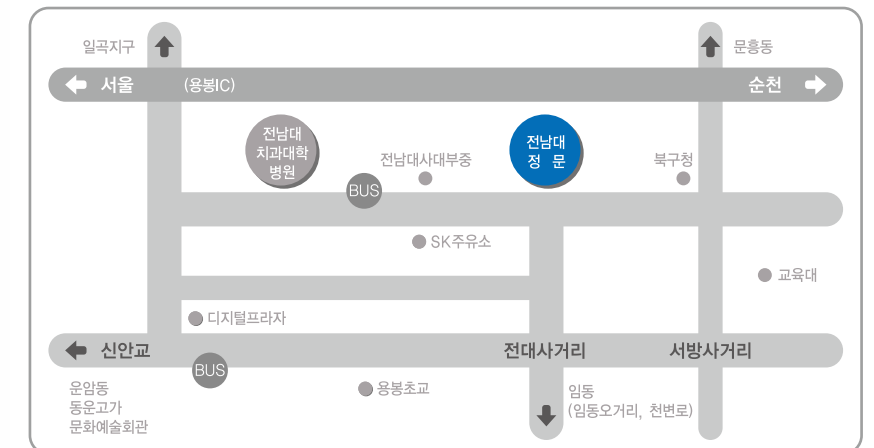 일곡지구
문흥동
서울
(용봉IC)
순천
전남대
치과대학
병원
전남대사대부중
전남대
정 문
북구청
BUS
SK주유소
교육대
디지털프라자
신안교
전대사거리
서방사거리
BUS
운암동
동운고가
문화예술회관
용봉초교
임동
(임동오거리, 천변로)